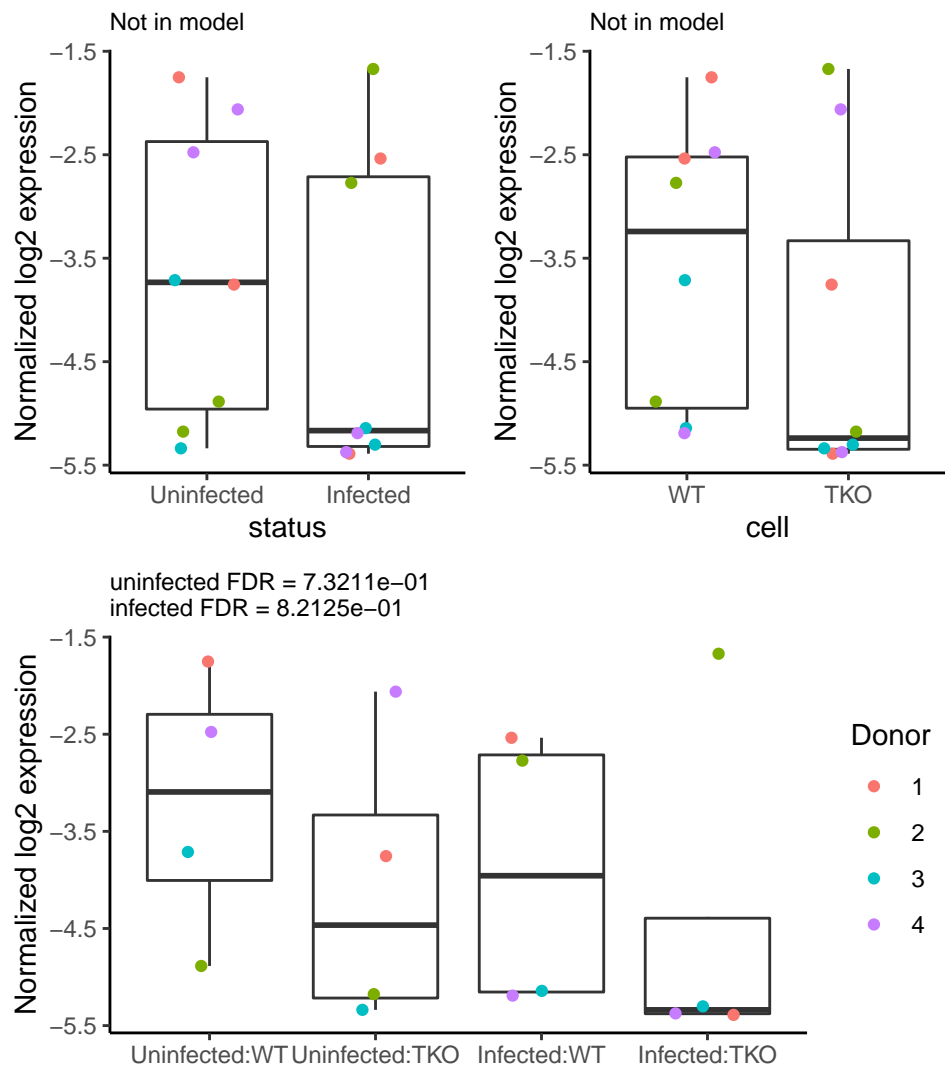 Not in model
Normalized log2 expression
−1.5
−2.5
−3.5
−4.5
−5.5
Uninfected
Infected
status
Not in model
Normalized log2 expression
−1.5
−2.5
−3.5
−4.5
−5.5
WT
TKO
cell
uninfected FDR = 7.3211e−01
infected FDR = 8.2125e−01
Normalized log2 expression
−1.5
−2.5
−3.5
−4.5
−5.5
Uninfected:WT
Uninfected:TKO
Infected:WT
Infected:TKO
Donor
1
2
3
4